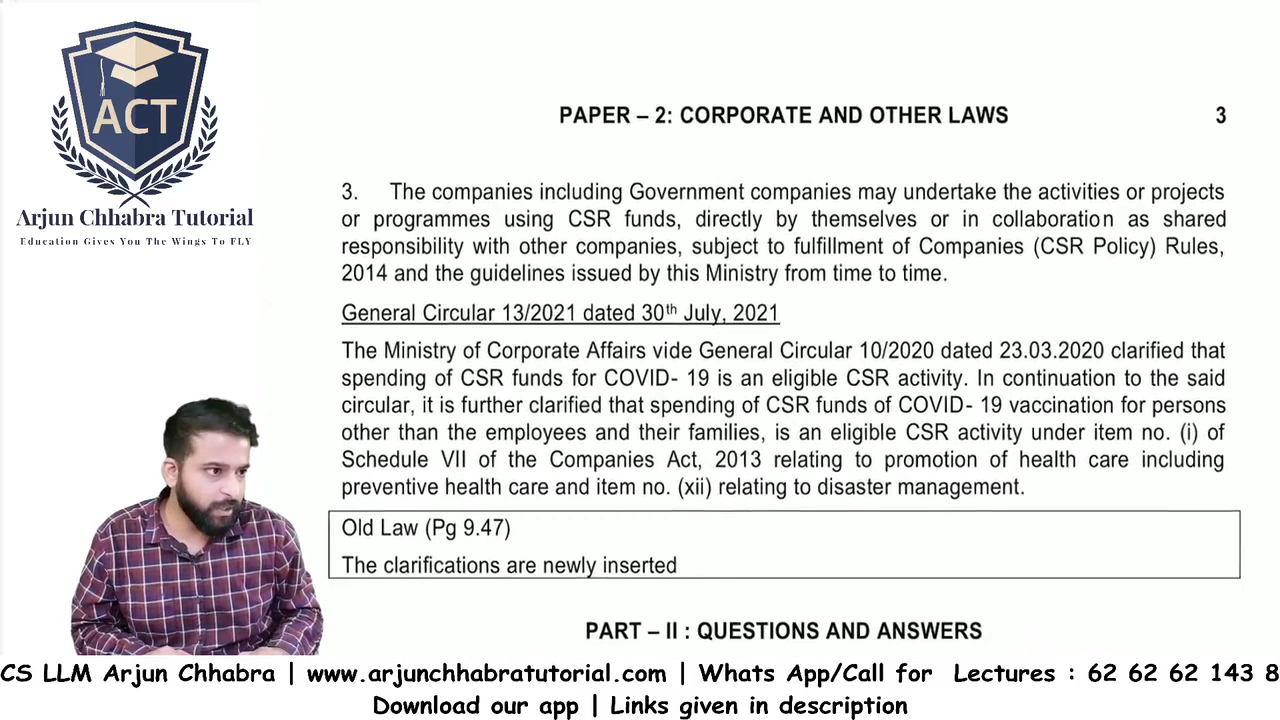 ACT
Arjun Chhabra Tutorial
Education Gives You The Wings To FLY
PAPER – 2: CORPORATE AND OTHER LAWS 3
3. The companies including Government companies may undertake the activities or projects
or programmes using CSR funds, directly by themselves or in collaboration as shared
responsibility with other companies, subject to fulfillment of Companies (CSR Policy) Rules,
2014 and the guidelines issued by this Ministry from time to time.
General Circular 13/2021 dated 30th July, 2021
The Ministry of Corporate Affairs vide General Circular 10/2020 dated 23.03.2020 clarified that
spending of CSR funds for COVID- 19 is an eligible CSR activity. In continuation to the said
circular, it is further clarified that spending of CSR funds of COVID- 19 vaccination for persons
other than the employees and their families, is an eligible CSR activity under item no. (i) of
Schedule VII of the Companies Act, 2013 relating to promotion of health care including
preventive health care and item no. (xii) relating to disaster management.
Old Law (Pg 9.47)
The clarifications are newly inserted
PART – II : QUESTIONS AND ANSWERS
CS LLM Arjun Chhabra | www.arjunchhabratutorial.com | Whats App/Call for Lectures : 62 62 62 143 8
Download our app | Links given in description